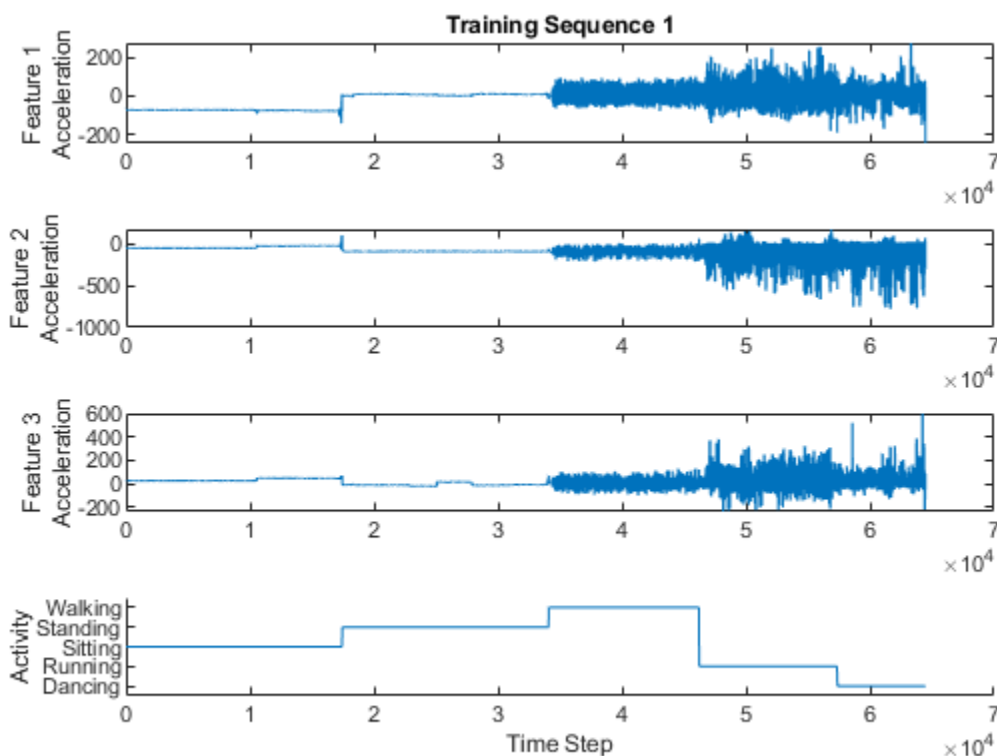 Training Sequence 1
Feature 1
Acceleration
200
0
-200
0 1 2 3 4 5 6 7
×10^4
Feature 2
Acceleration
0
-500
-1000
0 1 2 3 4 5 6 7
×10^4
Feature 3
Acceleration
600
400
200
0
-200
0 1 2 3 4 5 6 7
×10^4
Activity
Walking
Standing
Sitting
Running
Dancing
0 1 2 3 4 5 6 7
Time Step
×10^4